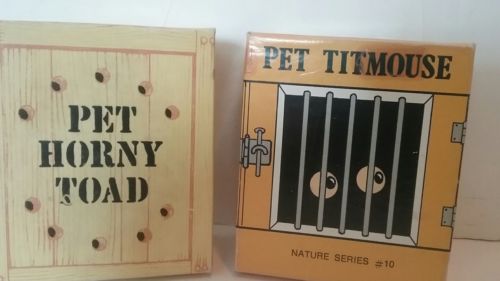 PET
HORNY
TOAD
PET TITMOUSE
NATURE SERIES #10